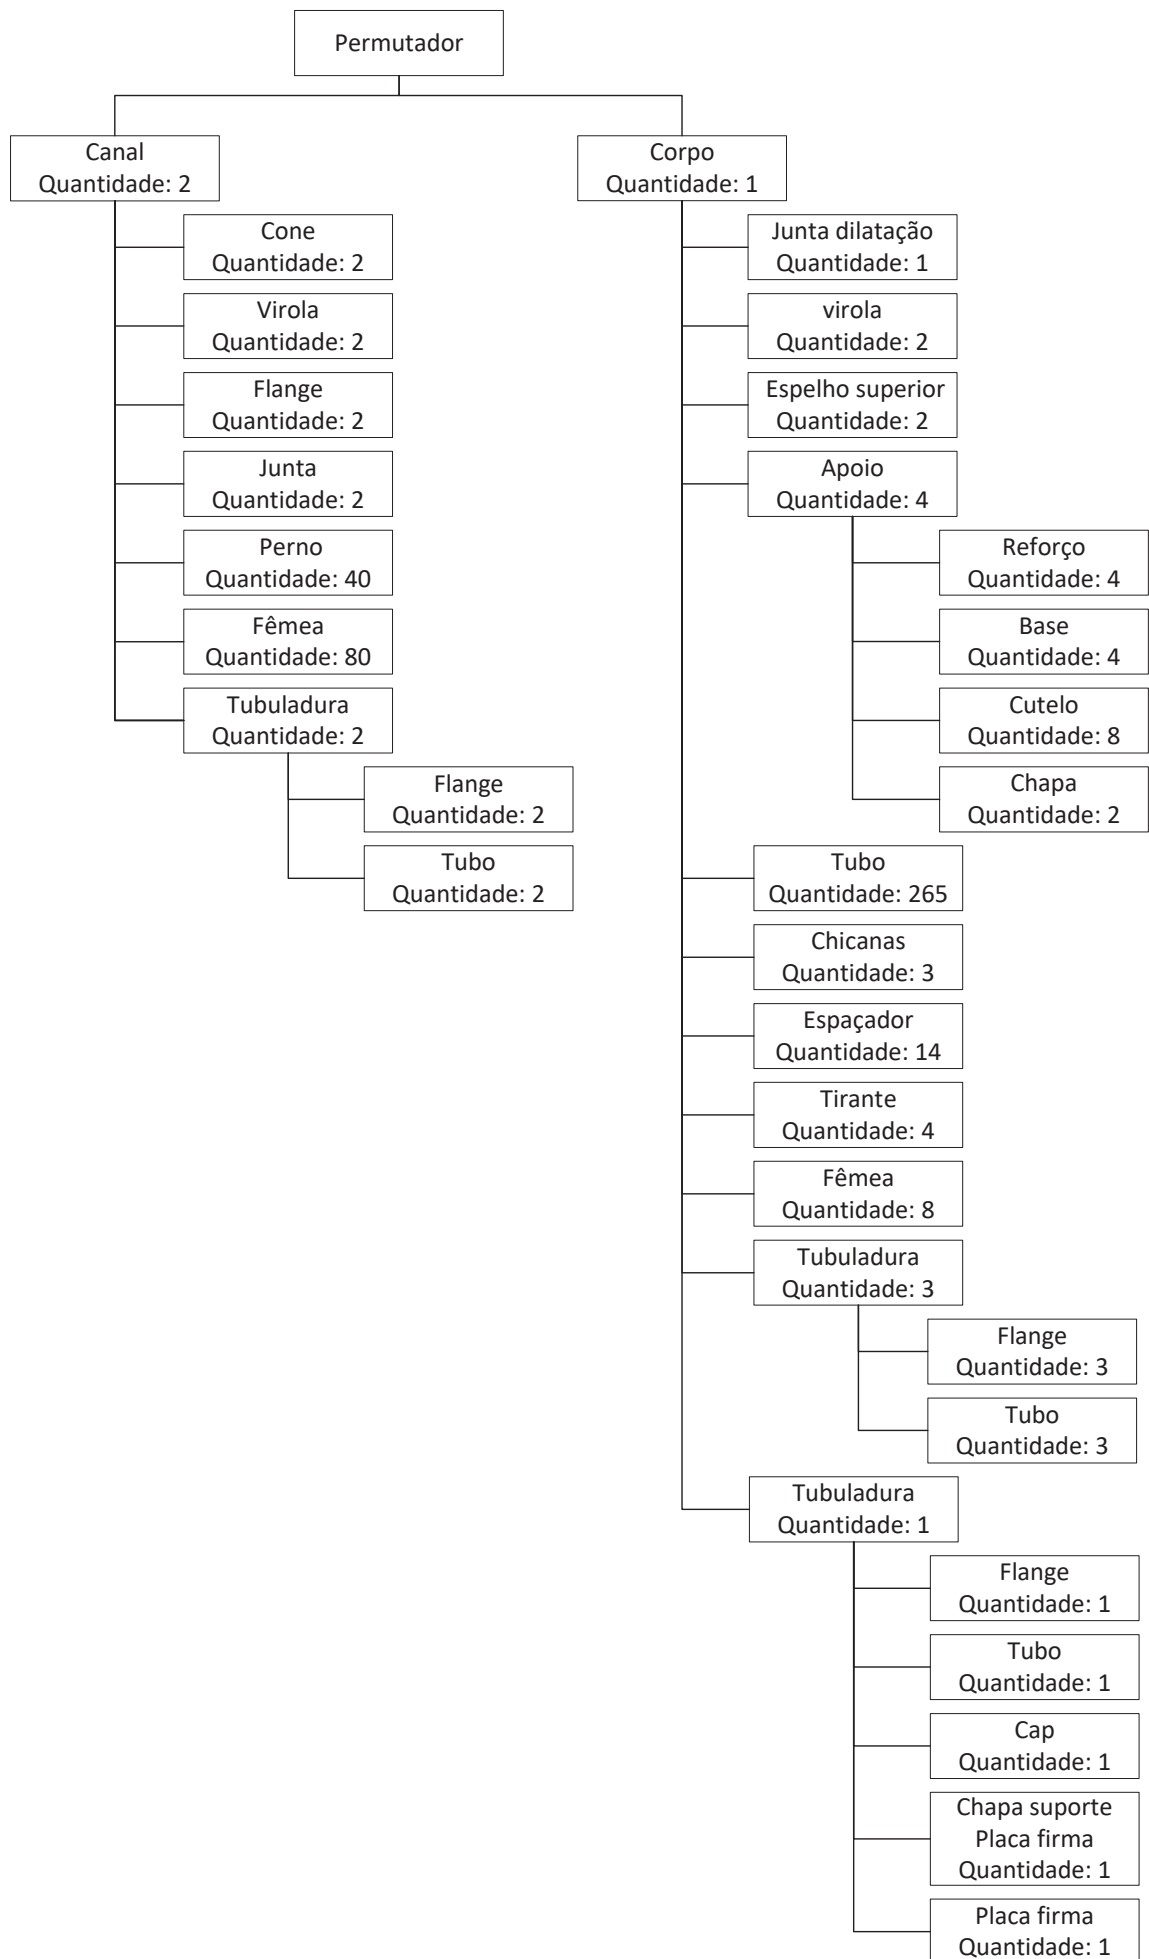 Permutador
Canal
Quantidade: 2
Cone
Quantidade: 2
Virola
Quantidade: 2
Flange
Quantidade: 2
Junta
Quantidade: 2
Perno
Quantidade: 40
Fêmea
Quantidade: 80
Tubuladura
Quantidade: 2
Flange
Quantidade: 2
Tubo
Quantidade: 2
Corpo
Quantidade: 1
Junta dilatação
Quantidade: 1
virola
Quantidade: 2
Espelho superior
Quantidade: 2
Apoio
Quantidade: 4
Reforço
Quantidade: 4
Base
Quantidade: 4
Cutelo
Quantidade: 8
Chapa
Quantidade: 2
Tubo
Quantidade: 265
Chicanas
Quantidade: 3
Espaçador
Quantidade: 14
Tirante
Quantidade: 4
Fêmea
Quantidade: 8
Tubuladura
Quantidade: 3
Flange
Quantidade: 3
Tubo
Quantidade: 3
Tubuladura
Quantidade: 1
Flange
Quantidade: 1
Tubo
Quantidade: 1
Cap
Quantidade: 1
Chapa suporte
Placa firma
Quantidade: 1
Placa firma
Quantidade: 1